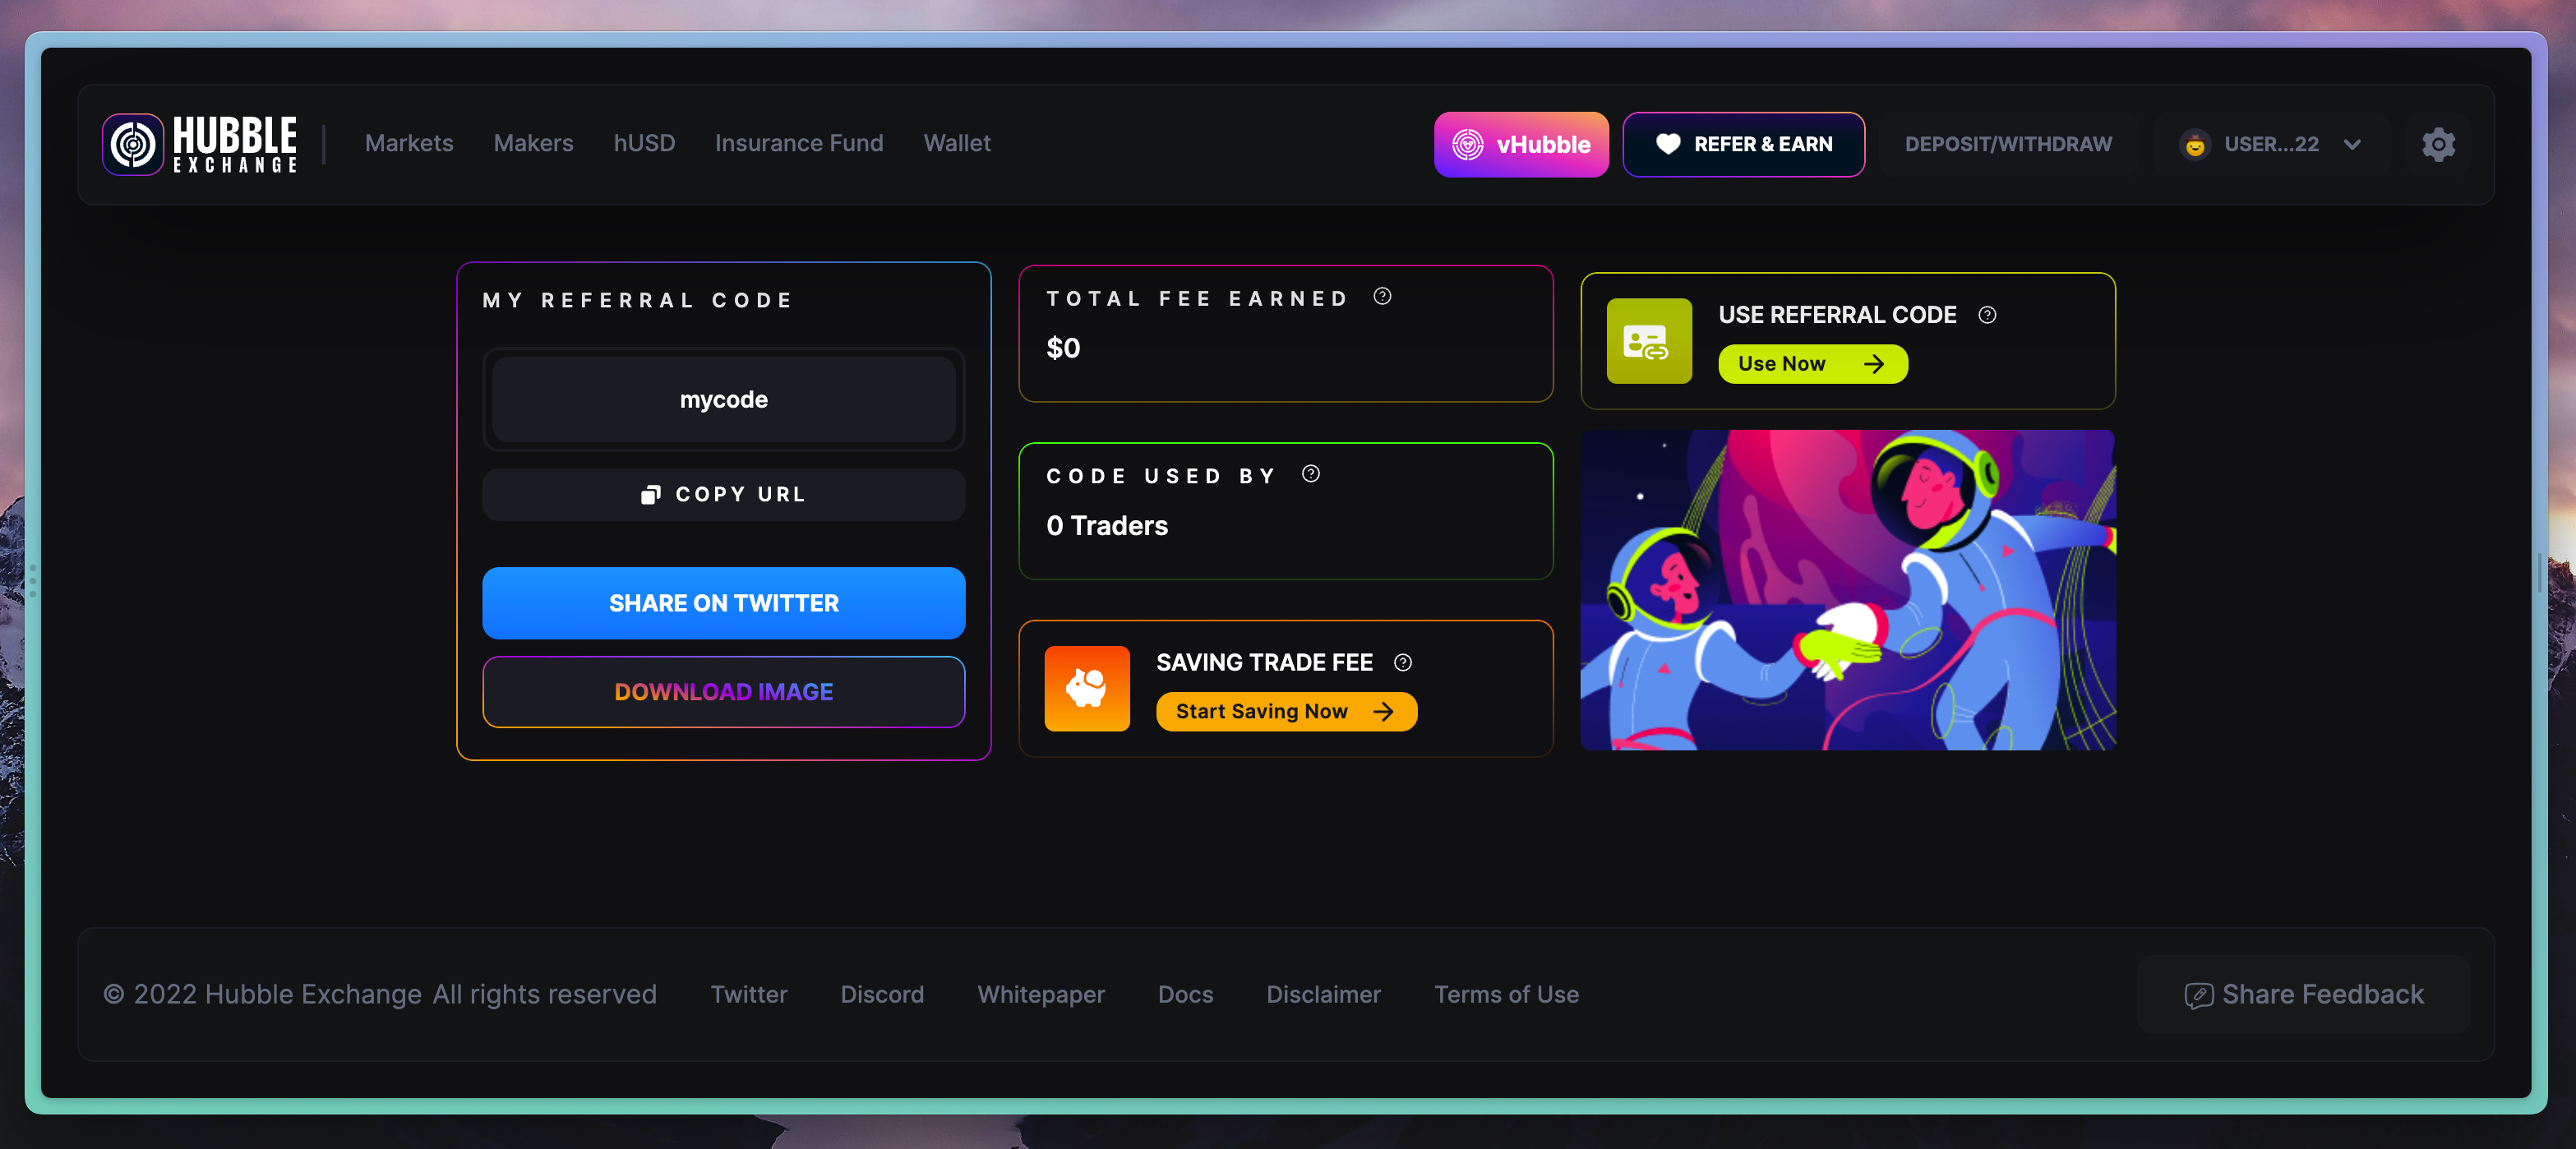 HUBBLE
EXCHANGE
Markets
Makers
hUSD
Insurance Fund
Wallet
vHubble
REFER & EARN
DEPOSIT/WITHDRAW
USER...22
MY REFERRAL CODE
mycode
COPY URL
SHARE ON TWITTER
DOWNLOAD IMAGE
TOTAL FEE EARNED
$0
CODE USED BY
0 Traders
SAVING TRADE FEE
Start Saving Now
USE REFERRAL CODE
Use Now
© 2022 Hubble Exchange All rights reserved
Twitter
Discord
Whitepaper
Docs
Disclaimer
Terms of Use
Share Feedback